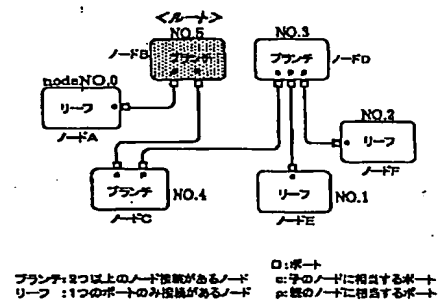 <ルート>
NO.5
NO.3
ノードB
ブランチ
ブランチ
ノードD
c p p
nodeNO.0
リーフ
ノードA
NO.2
リーフ
ノードF
ブランチ
NO.4
ノードC
リーフ
NO.1
ノードE
□:ポート
ブランチ:2つ以上のノード接続があるノード
c:子のノードに相当するポート
リーフ :1つのポートのみ接続があるノード
p:親のノードに相当するポート